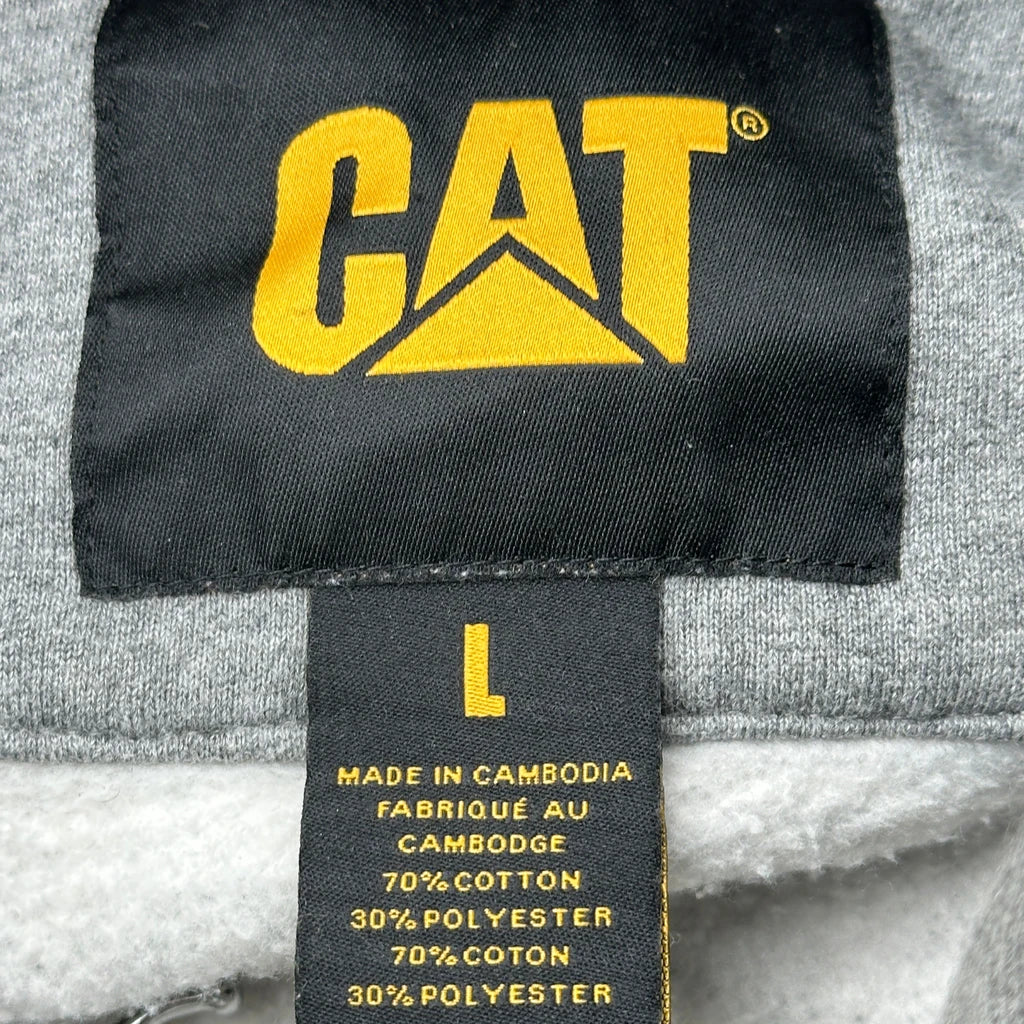 CAT®
L
MADE IN CAMBODIA
FABRIQUÉ AU
CAMBODGE
70% COTTON
30% POLYESTER
70% COTON
30% POLYESTER